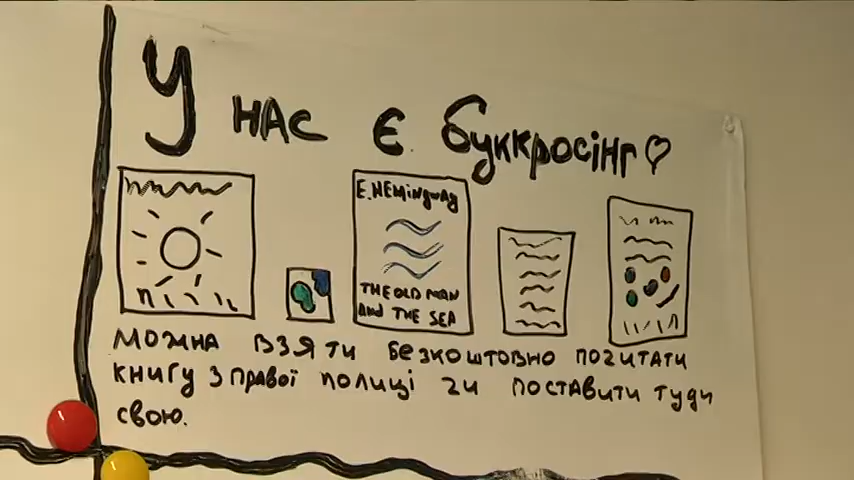 У нас є буккросінг♡
E. HEMINGWAY
THE OLD MAN
AND THE SEA
можна взяти безкоштовно почитати
книгу з правої полиці чи поставити туди
свою.